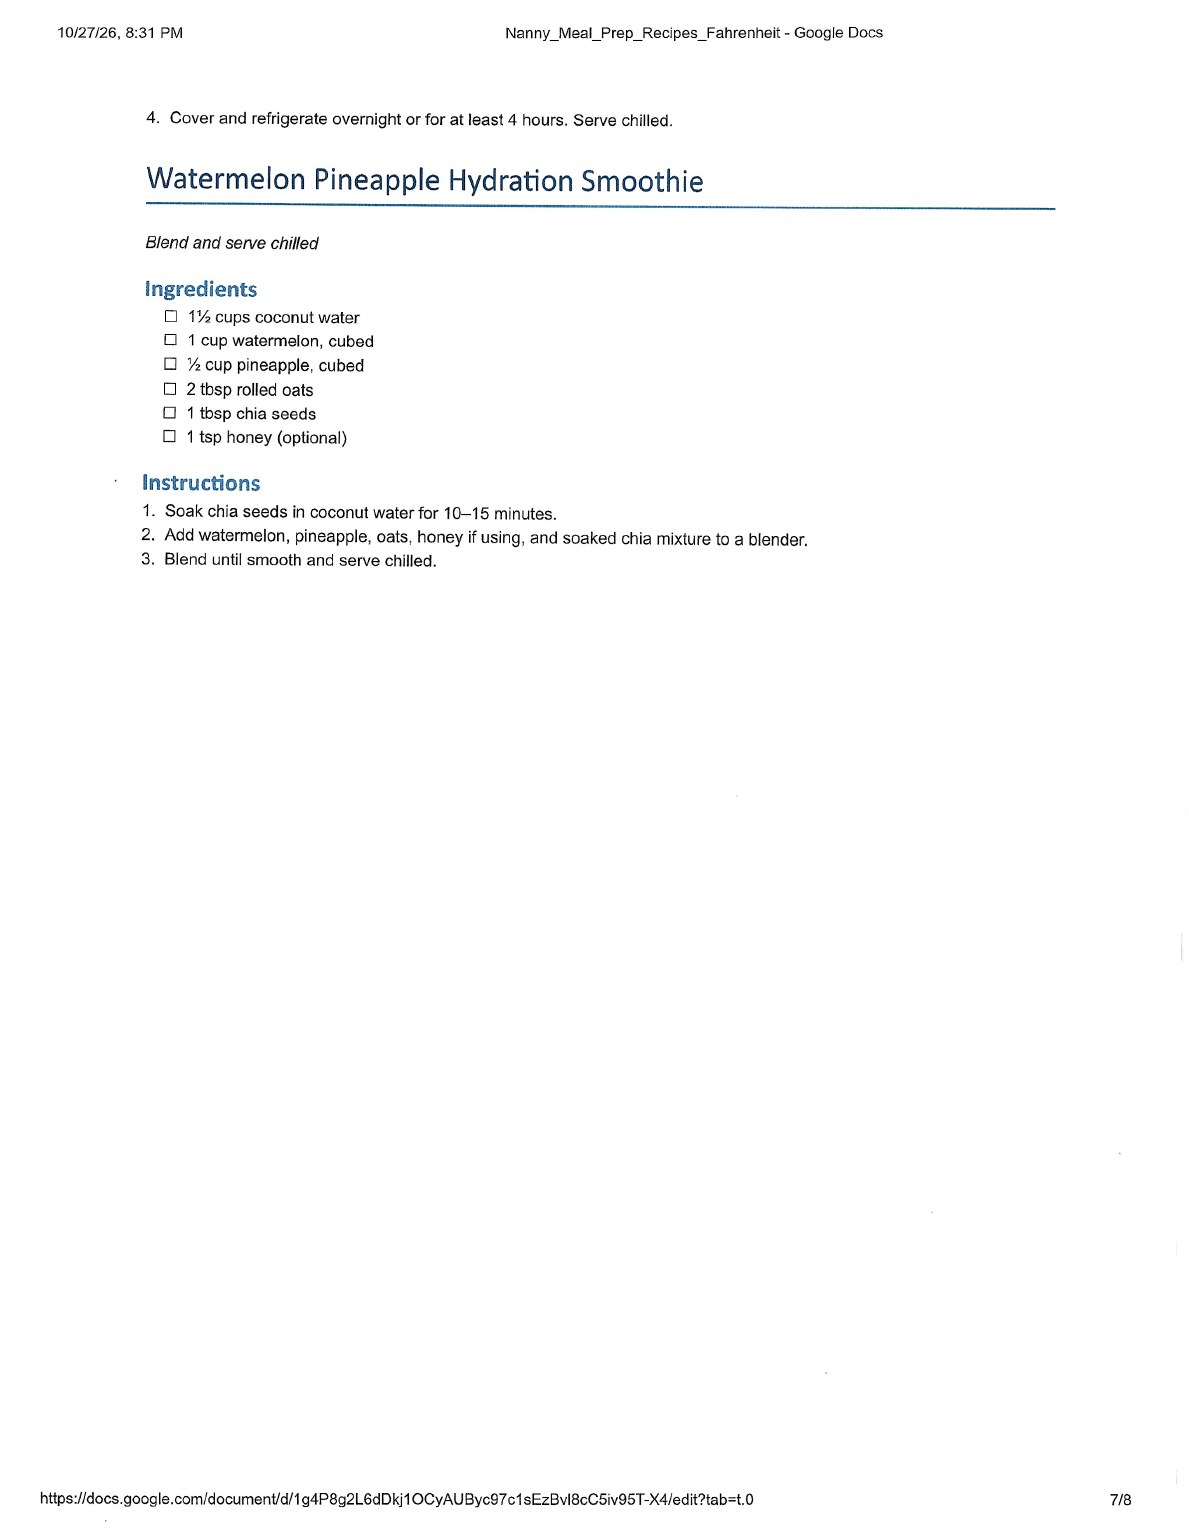 10/27/26, 8:31 PM
Nanny_Meal_Prep_Recipes_Fahrenheit - Google Docs
4. Cover and refrigerate overnight or for at least 4 hours. Serve chilled.
Watermelon Pineapple Hydration Smoothie
Blend and serve chilled
Ingredients
☐ 1½ cups coconut water
☐ 1 cup watermelon, cubed
☐ ½ cup pineapple, cubed
☐ 2 tbsp rolled oats
☐ 1 tbsp chia seeds
☐ 1 tsp honey (optional)
Instructions
1. Soak chia seeds in coconut water for 10–15 minutes.
2. Add watermelon, pineapple, oats, honey if using, and soaked chia mixture to a blender.
3. Blend until smooth and serve chilled.
https://docs.google.com/document/d/1g4P8g2L6dDkj1OCyAUByc97c1sEzBvI8cC5iv95T-X4/edit?tab=t.0
7/8